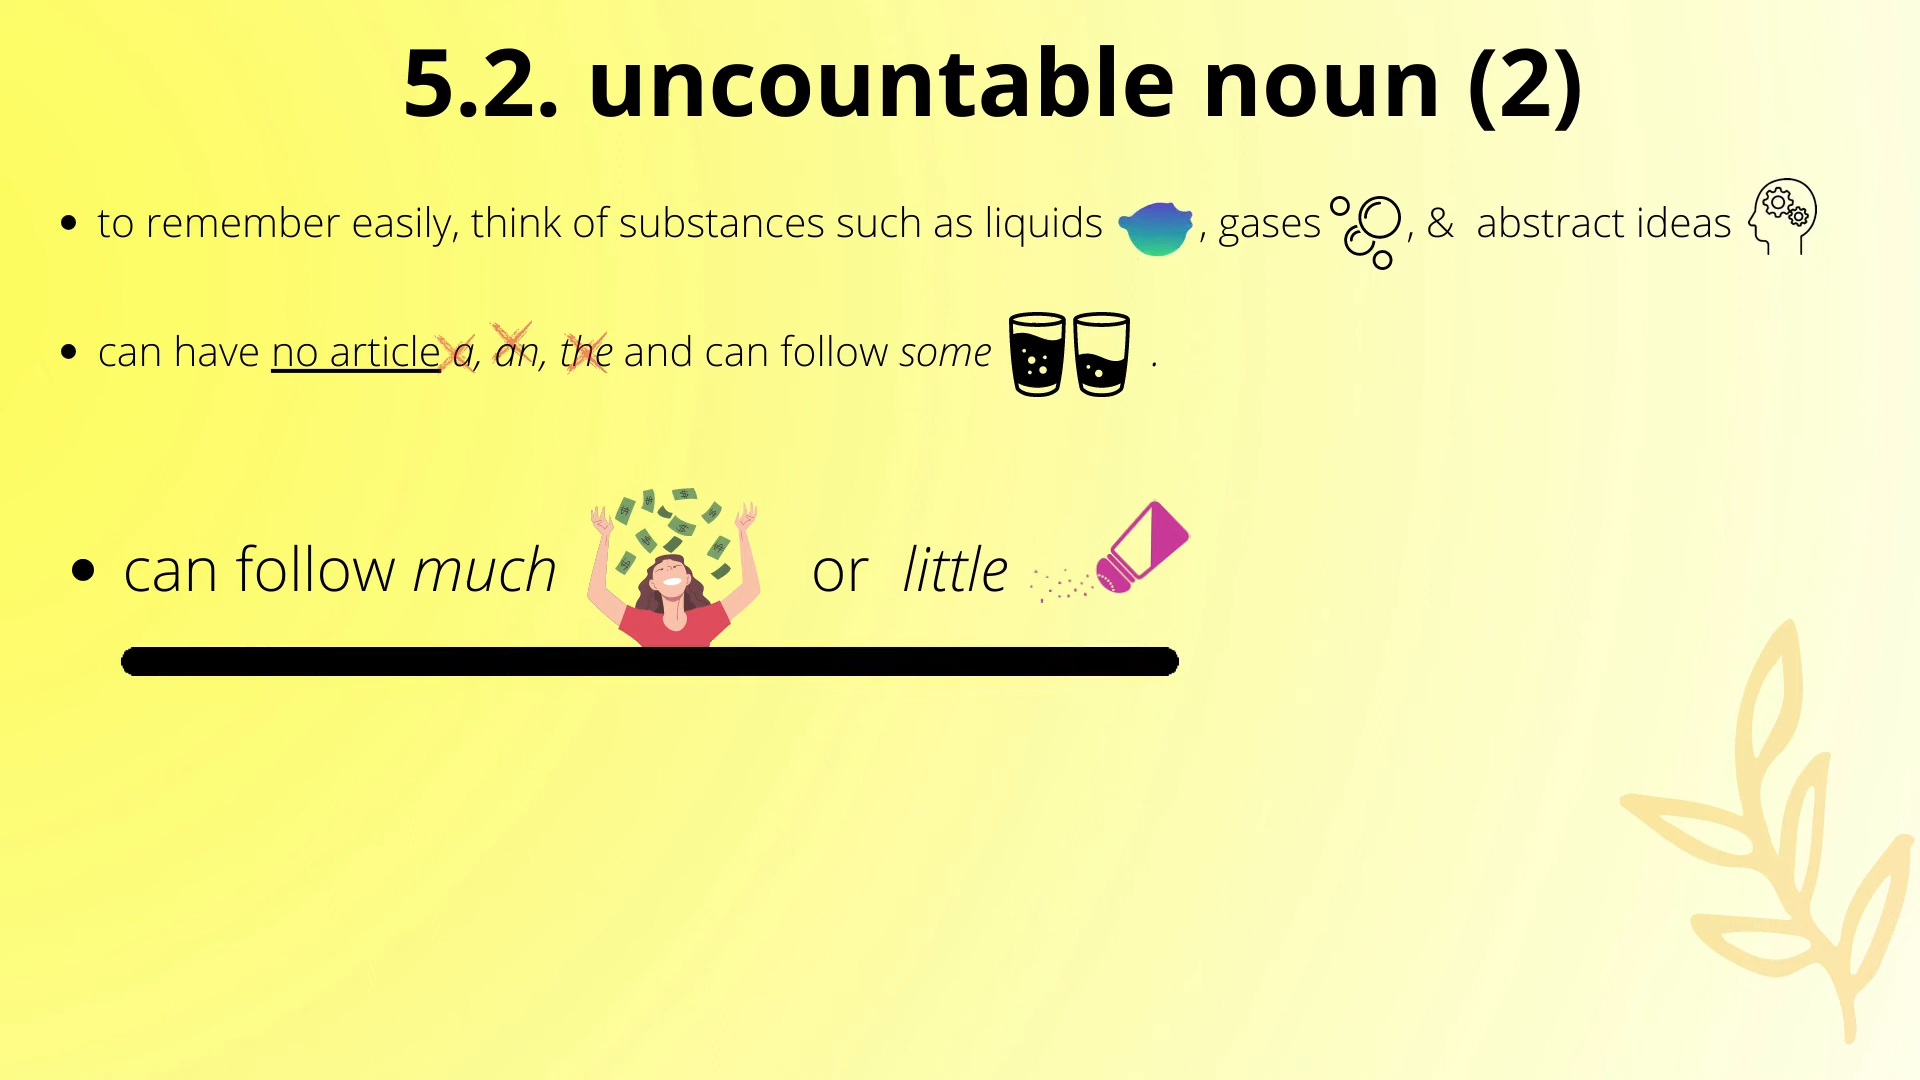 5.2. uncountable noun (2)
• to remember easily, think of substances such as liquids , gases , & abstract ideas
• can have no article a, an, the and can follow some .
• can follow much or little